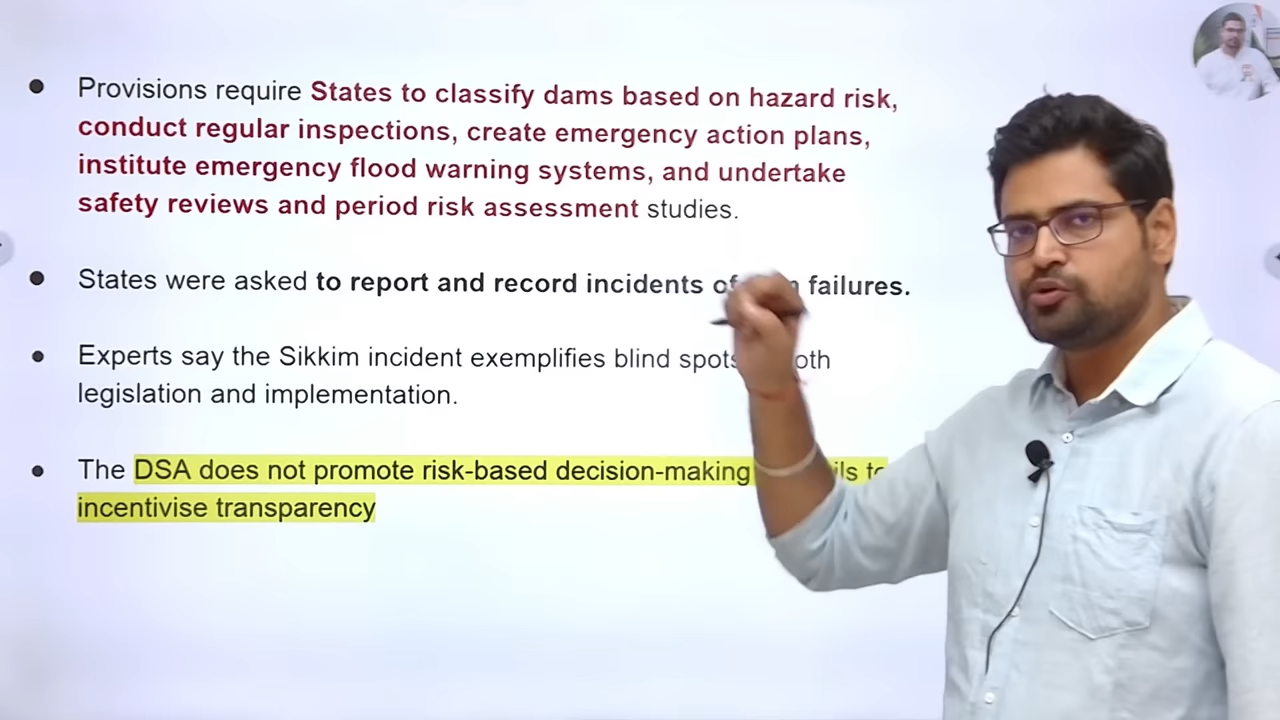 Provisions require States to classify dams based on hazard risk,
conduct regular inspections, create emergency action plans,
institute emergency flood warning systems, and undertake
safety reviews and period risk assessment studies.
States were asked to report and record incidents failures.
Experts say the Sikkim incident exemplifies blind
legislation and implementation.
The DSA does not promote risk-based decision-making
incentivise transparency